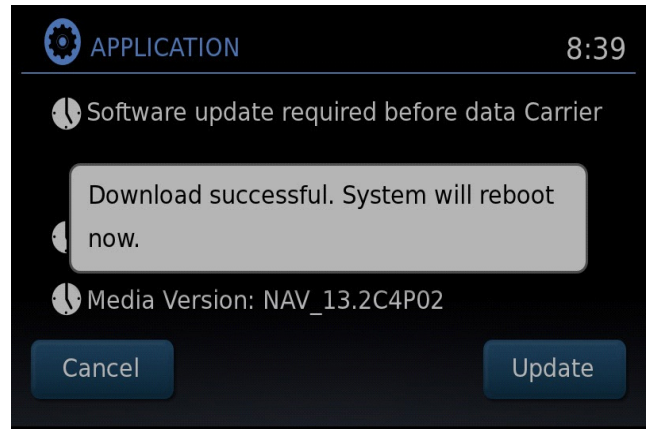 APPLICATION 8:39
Software update required before data Carrier
Download successful. System will reboot
now.
Media Version: NAV_13.2C4P02
Cancel Update